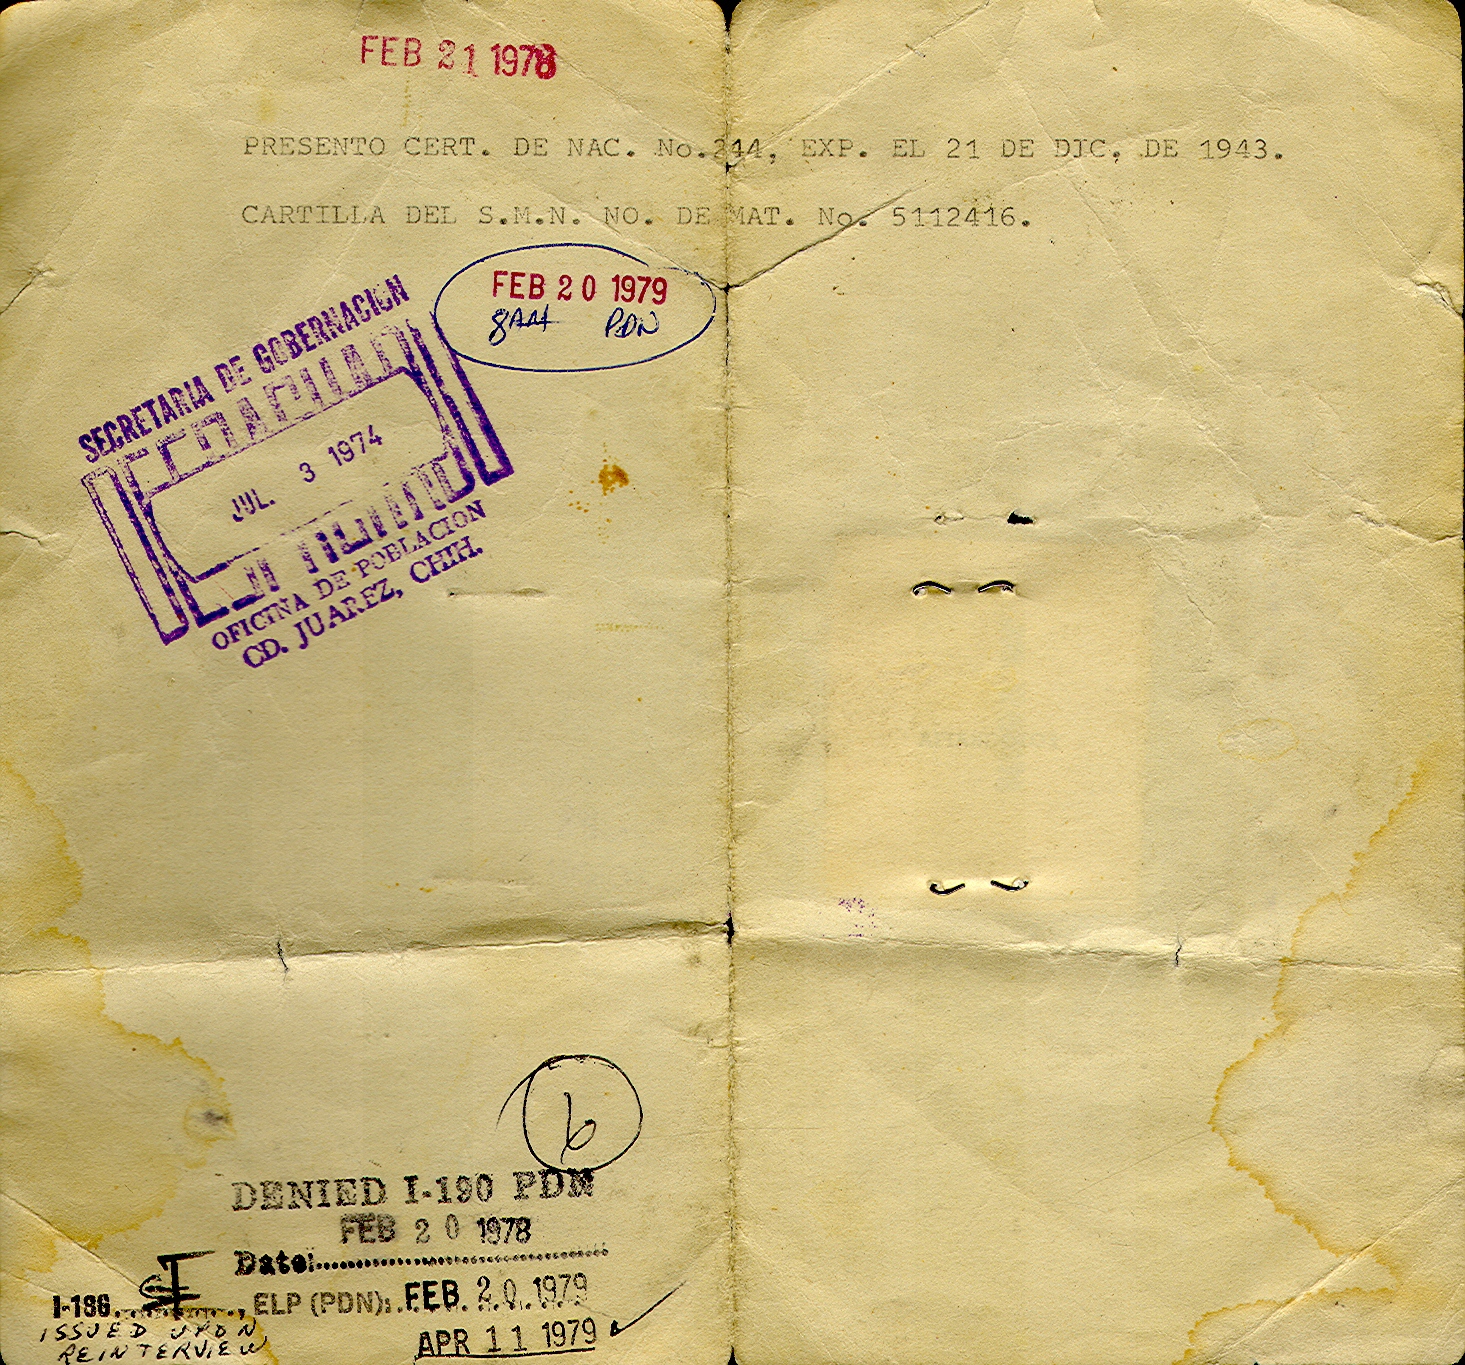 FEB 21 1978
PRESENTO CERT. DE NAC. No.244, EXP. EL 21 DE DIC. DE 1943.
CARTILLA DEL S.M.N. NO. DE MAT. No. 5112416.
FEB 20 1979
8AM PDN
SECRETARIA DE GOBERNACION
JUL. 3 1974
OFICINA DE POBLACION
CD. JUAREZ, CHIH.
6
DENIED I-190 PDN
FEB 20 1978
Date:
I-186. , ELP (PDN): FEB. 20. 1979
ISSUED UPON
REINTERVIEW
APR 11 1979